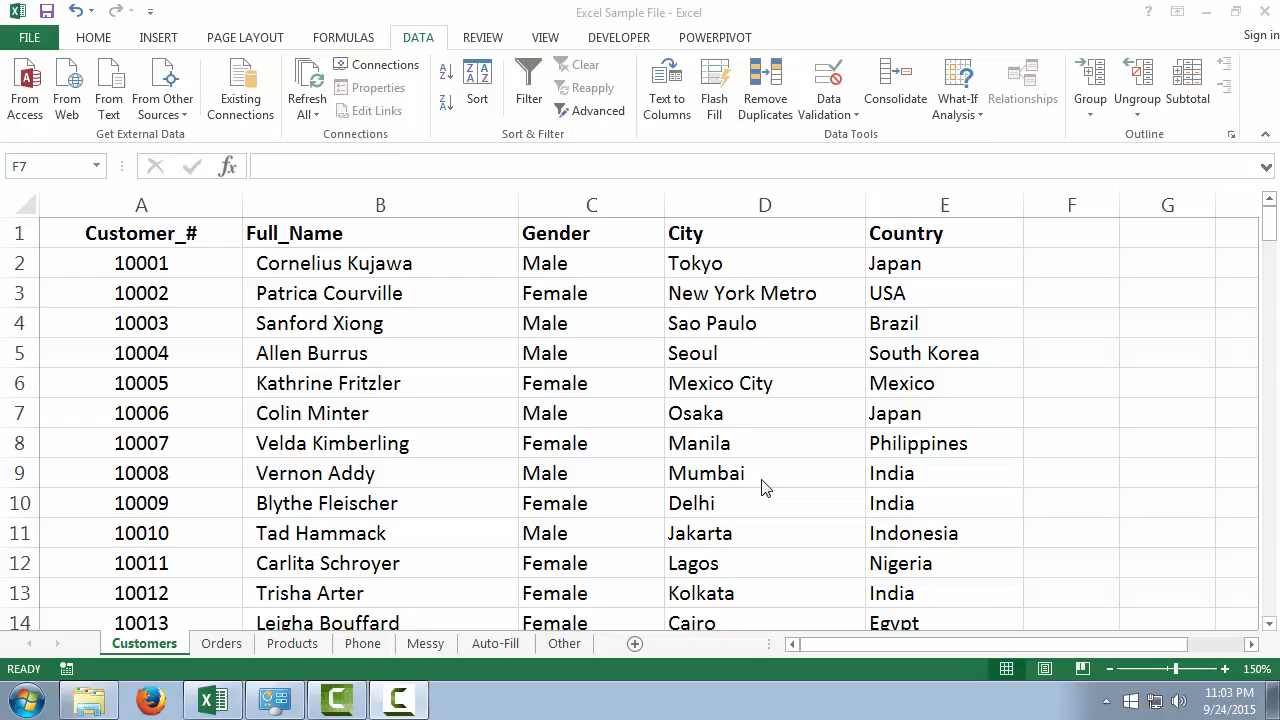 Excel Sample File - Excel
FILE HOME INSERT PAGE LAYOUT FORMULAS DATA REVIEW VIEW DEVELOPER POWERPIVOT Sign in
From Access
From Web
From Text
From Other Sources
Existing Connections
Get External Data
Refresh All
Connections
Properties
Edit Links
Connections
Sort
Filter
Clear
Reapply
Advanced
Sort & Filter
Text to Columns
Flash Fill
Remove Duplicates
Data Validation
Consolidate
What-If Analysis
Relationships
Data Tools
Group
Ungroup
Subtotal
Outline
F7 fx
A B C D E F G
1 Customer_# Full_Name Gender City Country
2 10001 Cornelius Kujawa Male Tokyo Japan
3 10002 Patrica Courville Female New York Metro USA
4 10003 Sanford Xiong Male Sao Paulo Brazil
5 10004 Allen Burrus Male Seoul South Korea
6 10005 Kathrine Fritzler Female Mexico City Mexico
7 10006 Colin Minter Male Osaka Japan
8 10007 Velda Kimberling Female Manila Philippines
9 10008 Vernon Addy Male Mumbai India
10 10009 Blythe Fleischer Female Delhi India
11 10010 Tad Hammack Male Jakarta Indonesia
12 10011 Carlita Schroyer Female Lagos Nigeria
13 10012 Trisha Arter Female Kolkata India
14 10013 Leigha Bouffard Female Cairo Egypt
Customers Orders Products Phone Messy Auto-Fill Other
READY 150%
11:03 PM
9/24/2015